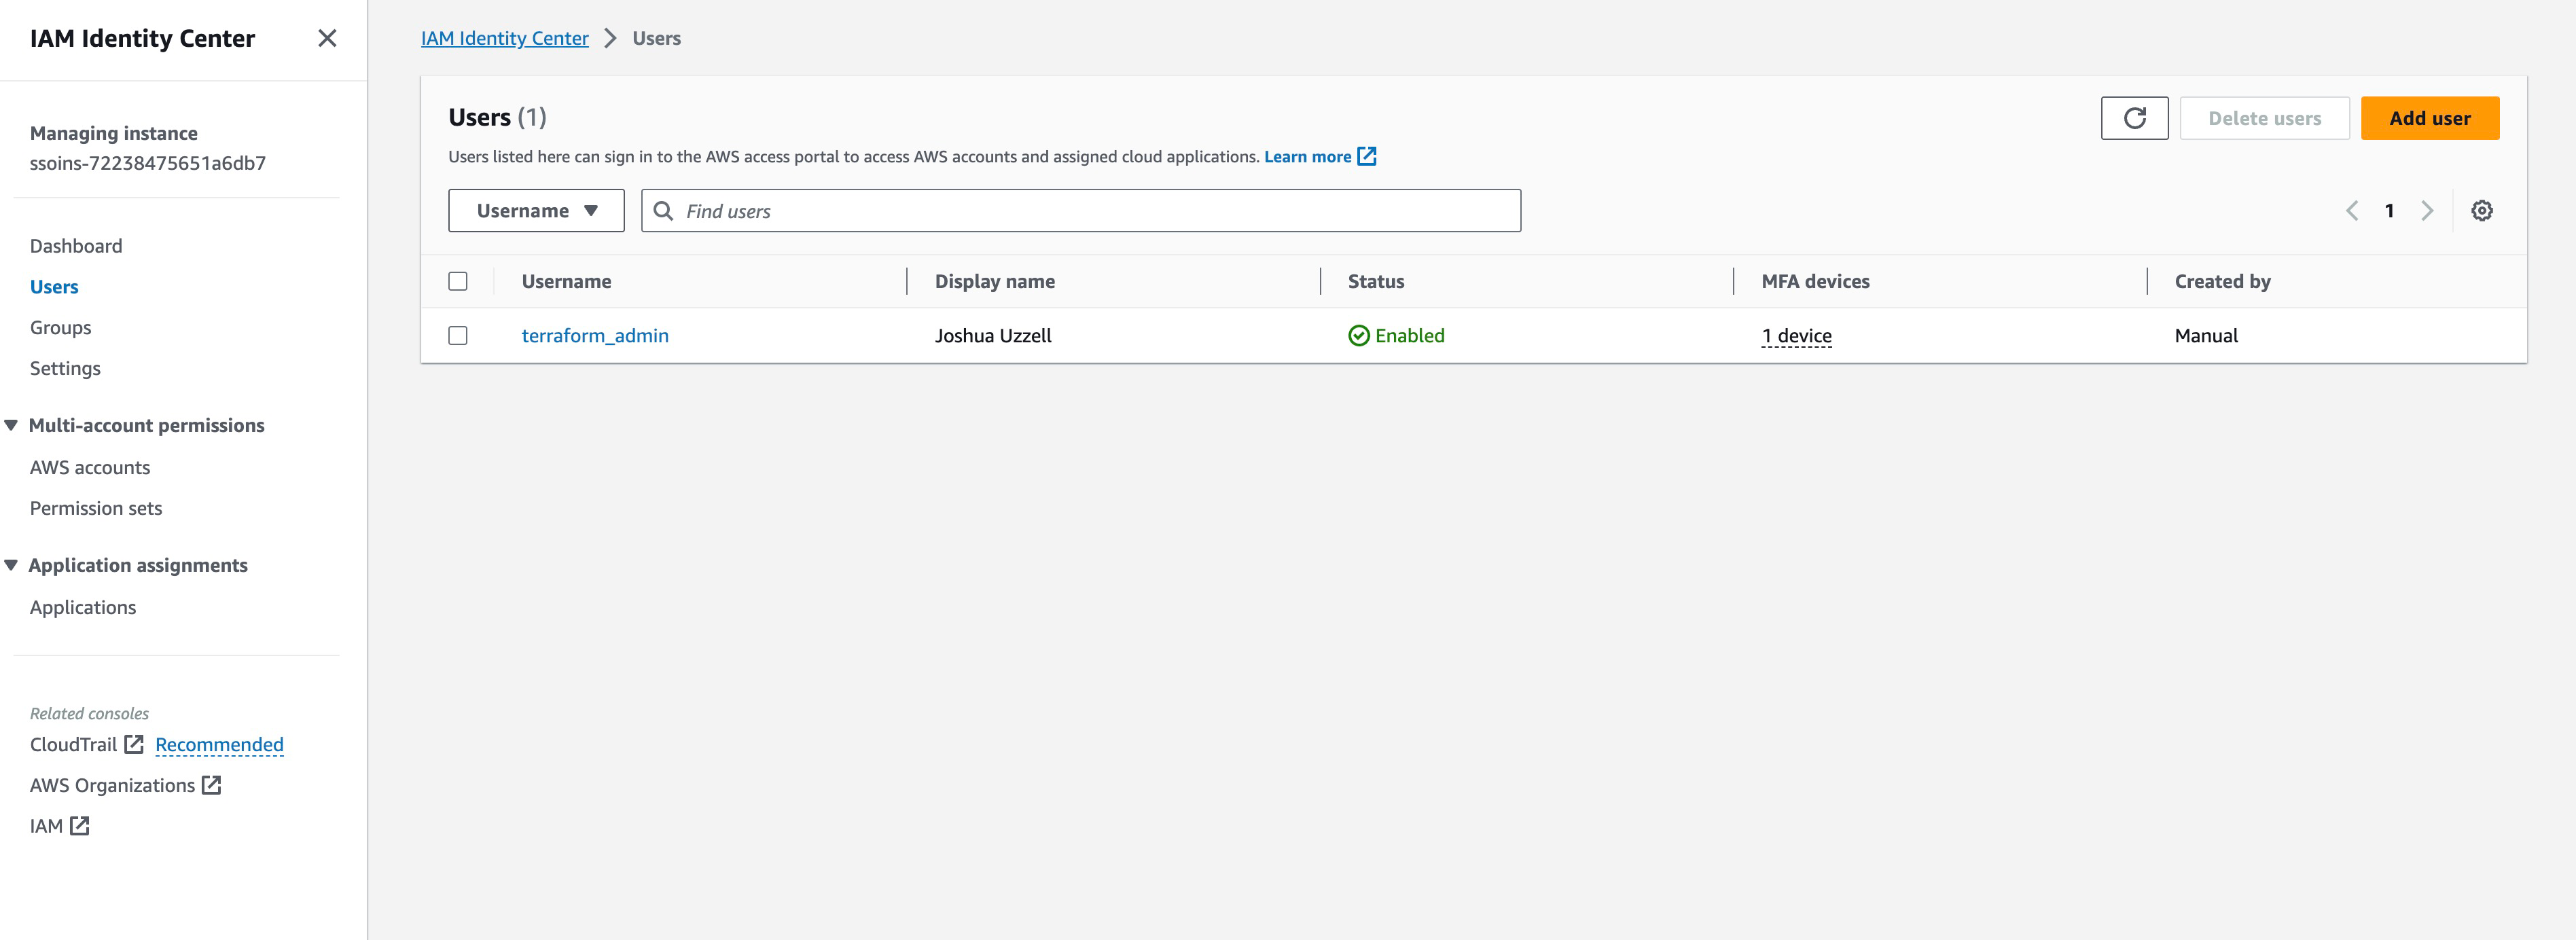 IAM Identity Center
Managing instance
ssoins-72238475651a6db7
Dashboard
Users
Groups
Settings
Multi-account permissions
AWS accounts
Permission sets
Application assignments
Applications
Related consoles
CloudTrail Recommended
AWS Organizations
IAM
IAM Identity Center > Users
Users (1)
Delete users
Add user
Users listed here can sign in to the AWS access portal to access AWS accounts and assigned cloud applications. Learn more
Username
Find users
1
Username Display name Status MFA devices Created by
terraform_admin Joshua Uzzell Enabled 1 device Manual